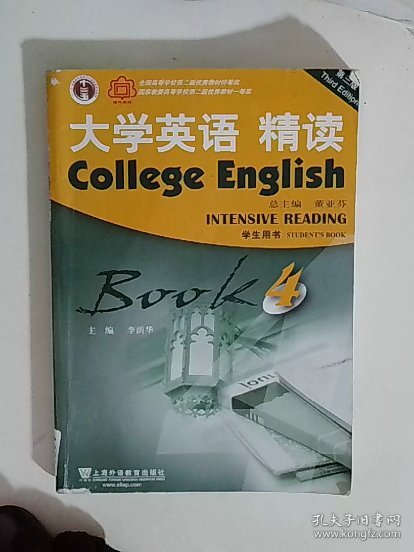 全国高等学校第二届优秀教材特等奖
国家教委高等学校第二届优秀教材一等奖
第三版
Third Edition
大学英语 精读
College English
总主编 董亚芬
INTENSIVE READING
学生用书 STUDENT'S BOOK
Book 4
主编 李荫华
上海外语教育出版社
www.sflep.com
孔夫子旧书网
www.kongfz.com